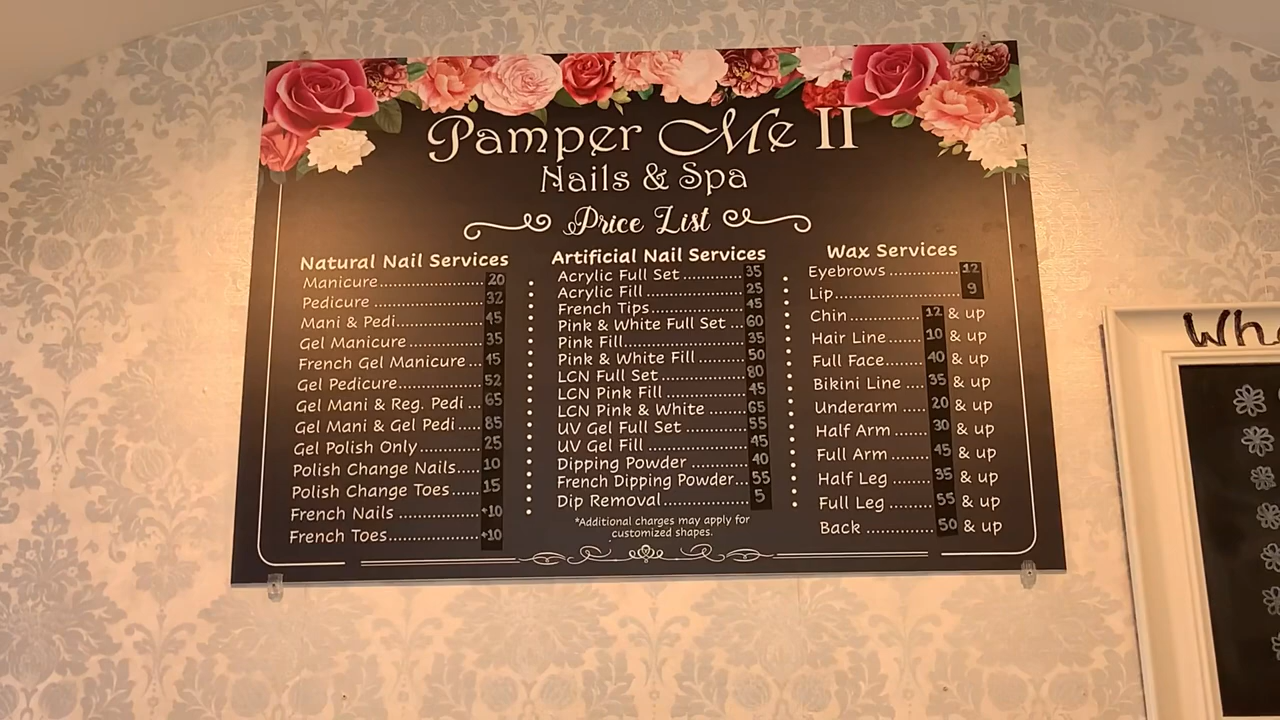 Pamper Me II
Nails & Spa
Price List
Natural Nail Services
Manicure.....................20
Pedicure ......................32
Mani & Pedi.................45
Gel Manicure ...............35
French Gel Manicure ...45
Gel Pedicure.................52
Gel Mani & Reg. Pedi ...65
Gel Mani & Gel Pedi .....85
Gel Polish Only ............25
Polish Change Nails.....10
Polish Change Toes......15
French Nails ................+10
French Toes..................+10
Artificial Nail Services
Acrylic Full Set ............35
Acrylic Fill ....................25
French Tips...................45
Pink & White Full Set ...60
Pink Fill.........................35
Pink & White Fill .........50
LCN Full Set..................80
LCN Pink Fill ................45
LCN Pink & White .......65
UV Gel Full Set ............55
UV Gel Fill ...................45
Dipping Powder ...........40
French Dipping Powder...55
Dip Removal.................5
*Additional charges may apply for
customized shapes.
Wax Services
Eyebrows ..............12
Lip.........................9
Chin ..............12 & up
Hair Line.......10 & up
Full Face........40 & up
Bikini Line ....35 & up
Underarm .....20 & up
Half Arm .......30 & up
Full Arm........45 & up
Half Leg ........35 & up
Full Leg ........55 & up
Back .............50 & up